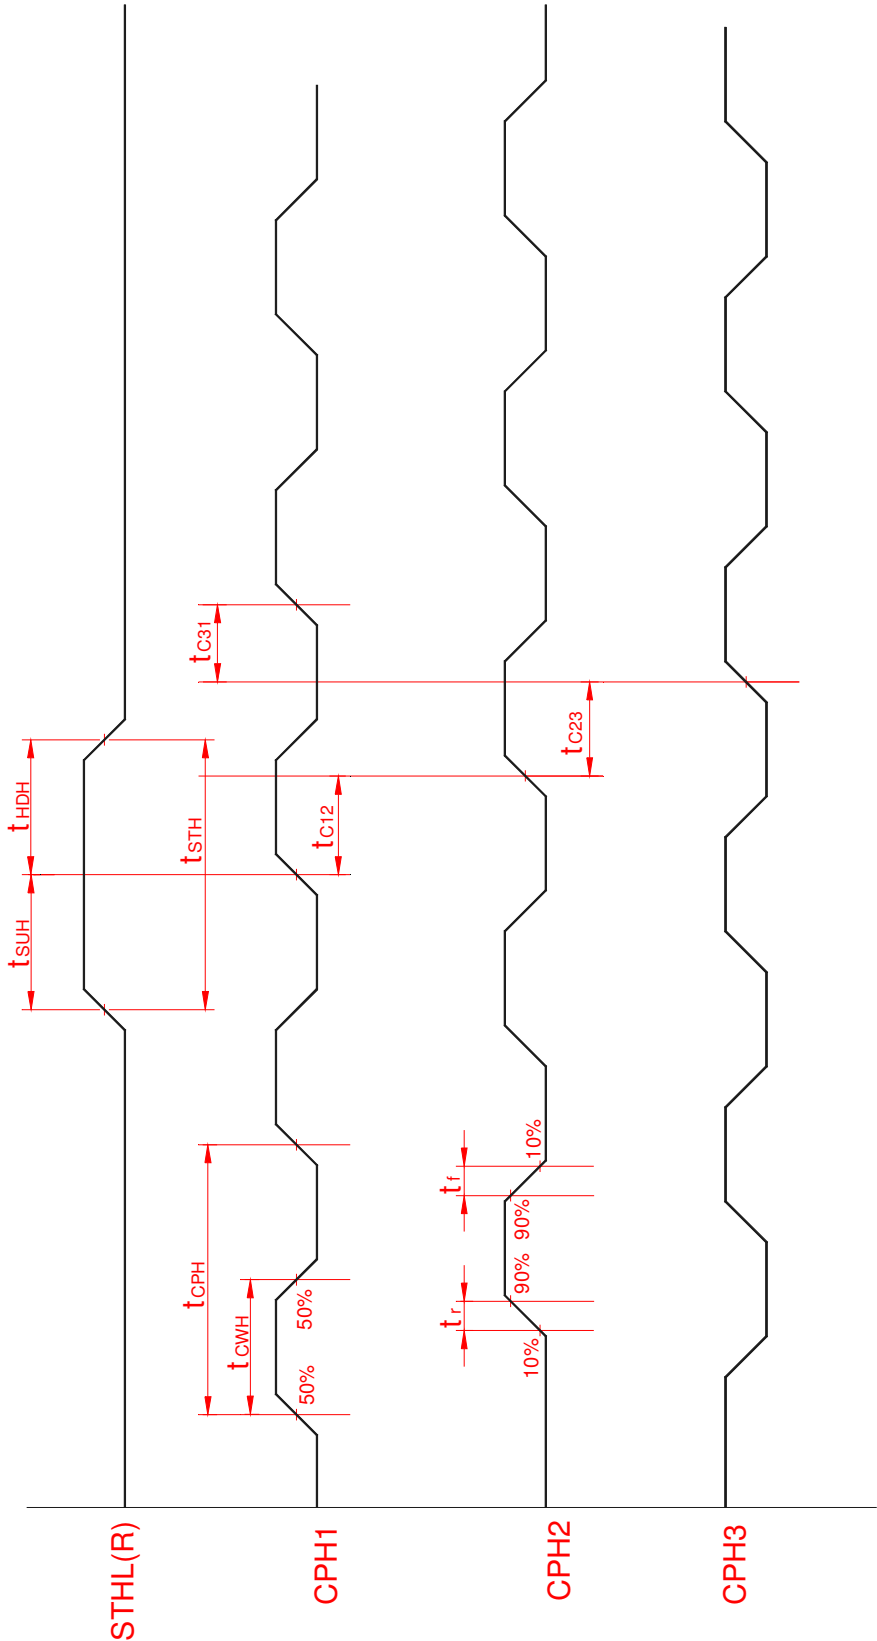 STHL(R)
tSUH
tHDH
tSTH
CPH1
tCPH
tCWH
50%
50%
tC12
tC31
CPH2
tr
10%
90%
tf
90%
10%
tC23
CPH3